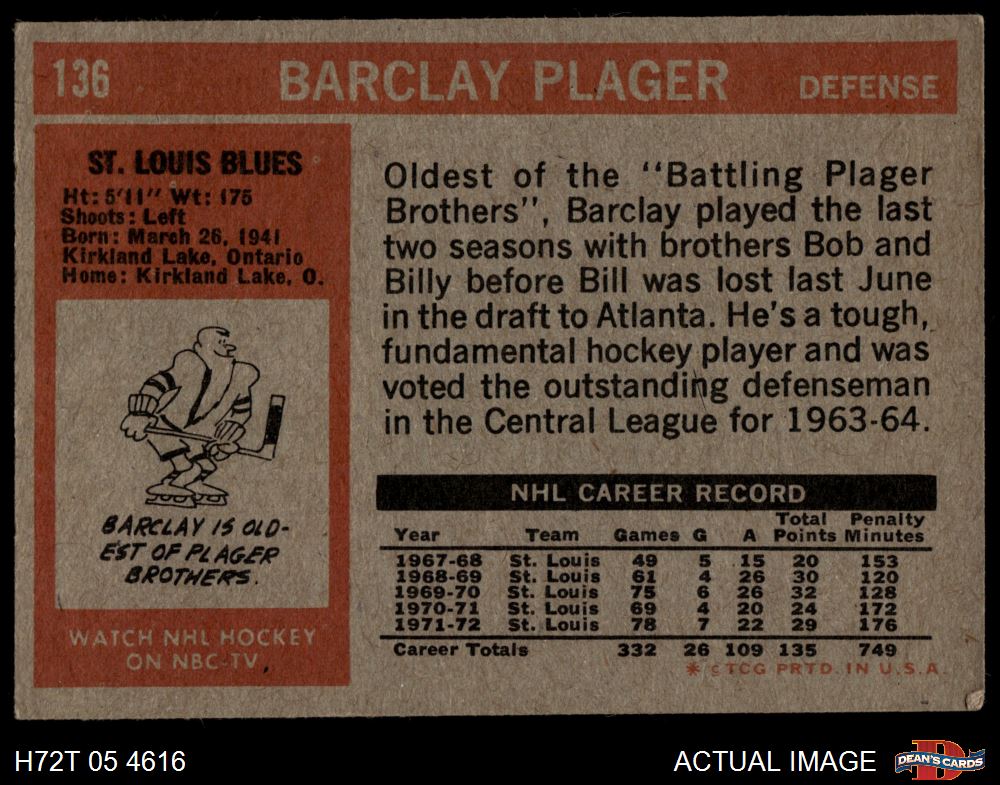 136 BARCLAY PLAGER DEFENSE
ST. LOUIS BLUES
Ht: 5'11" Wt: 175
Shoots: Left
Born: March 26, 1941
Kirkland Lake, Ontario
Home: Kirkland Lake, O.
BARCLAY IS OLD-
EST OF PLAGER
BROTHERS.
WATCH NHL HOCKEY
ON NBC-TV
Oldest of the "Battling Plager
Brothers", Barclay played the last
two seasons with brothers Bob and
Billy before Bill was lost last June
in the draft to Atlanta. He's a tough,
fundamental hockey player and was
voted the outstanding defenseman
in the Central League for 1963-64.
NHL CAREER RECORD
Total Penalty
Year Team Games G A Points Minutes
1967-68 St. Louis 49 5 15 20 153
1968-69 St. Louis 61 4 26 30 120
1969-70 St. Louis 75 6 26 32 128
1970-71 St. Louis 69 4 20 24 172
1971-72 St. Louis 78 7 22 29 176
Career Totals 332 26 109 135 749
* © TCG PRTD. IN U.S.A.
H72T 05 4616 ACTUAL IMAGE D DEAN'S CARDS